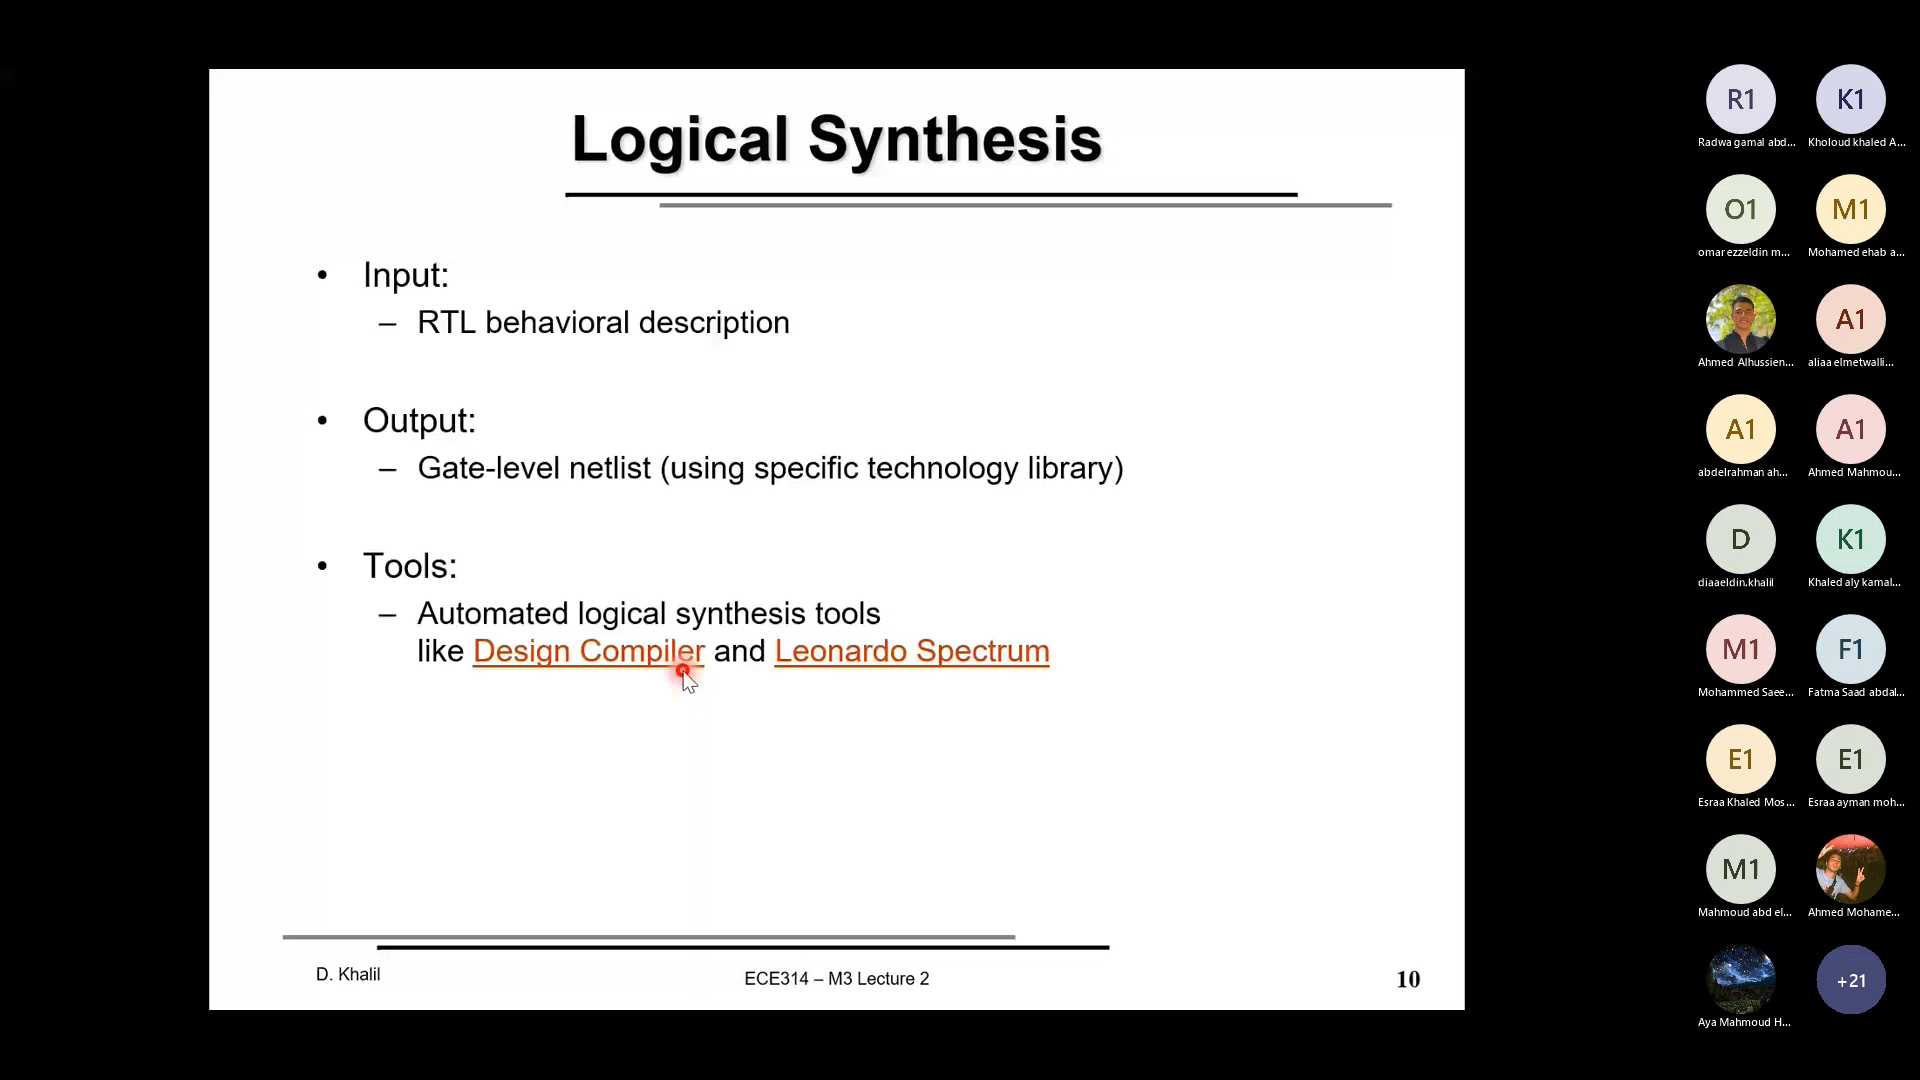 Logical Synthesis
• Input:
– RTL behavioral description
• Output:
– Gate-level netlist (using specific technology library)
• Tools:
– Automated logical synthesis tools
like Design Compiler and Leonardo Spectrum
D. Khalil
ECE314 – M3 Lecture 2
10
R1
K1
Radwa gamal abd...
Kholoud khaled A...
O1
M1
omar ezzeldin m...
Mohamed ehab a...
A1
Ahmed Alhussien...
aliaa elmetwalli...
A1
A1
abdelrahman ah...
Ahmed Mahmou...
D
K1
diaaeldin.khalil
Khaled aly kamal...
M1
F1
Mohammed Saee...
Fatma Saad abdal...
E1
E1
Esraa Khaled Mos...
Esraa ayman moh...
M1
Mahmoud abd el...
Ahmed Mohame...
+21
Aya Mahmoud H...